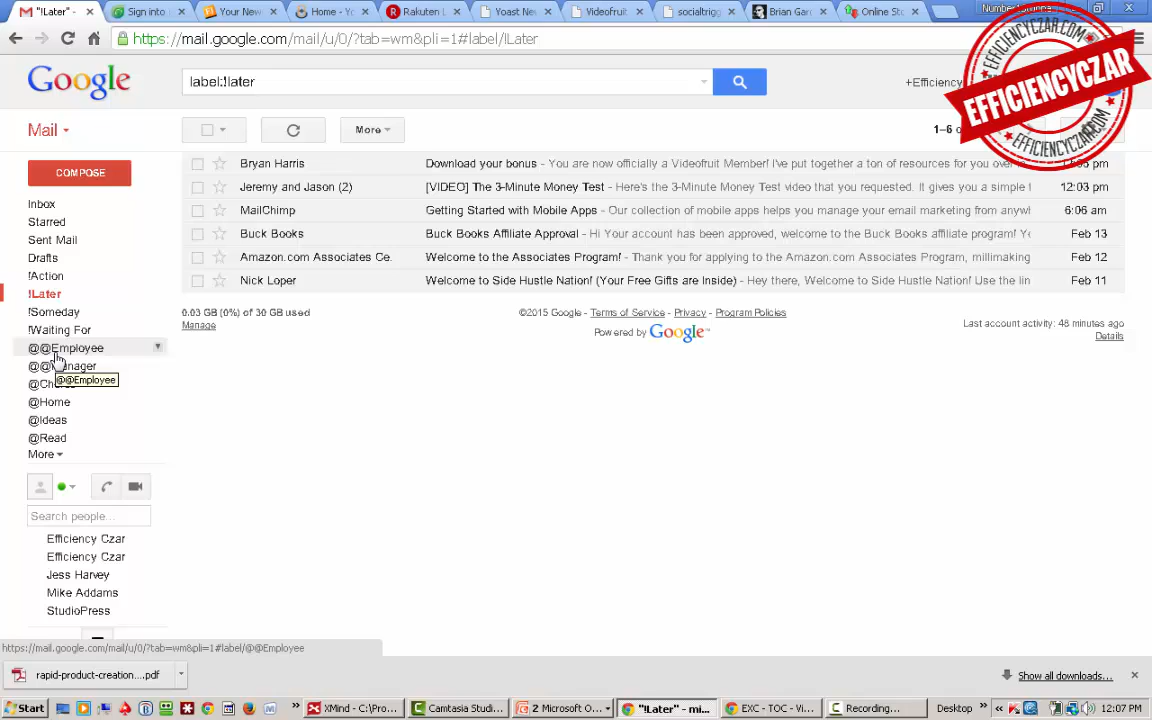 "!Later"
Sign into
Your New
Home - Yo
Rakuten L
Yoast New
Videofruit
socialtrigg
Brian Gard
Online Sto
https://mail.google.com/mail/u/0/?tab=wm&pli=1#label/!Later
Google
label:!later
+Efficiency
EFFICIENCYCZAR.COM
EFFICIENCYCZAR
EFFICIENCYCZAR.COM
Mail
More
1–6
COMPOSE
Inbox
Starred
Sent Mail
Drafts
!Action
!Later
!Someday
!Waiting For
@@Employee
@@Employee
@Home
@Ideas
@Read
More
Bryan Harris Download your bonus - You are now officially a Videofruit Member! I've put together a ton of resources for you pm
Jeremy and Jason (2) [VIDEO] The 3-Minute Money Test - Here's the 3-Minute Money Test video that you requested. It gives you a simple 12:03 pm
MailChimp Getting Started with Mobile Apps - Our collection of mobile apps helps you manage your email marketing from anywh 6:06 am
Buck Books Buck Books Affiliate Approval - Hi Your account has been approved, welcome to the Buck Books affiliate program! Feb 13
Amazon.com Associates Ce. Welcome to the Associates Program! - Thank you for applying to the Amazon.com Associates Program, millimaking Feb 12
Nick Loper Welcome to Side Hustle Nation! (Your Free Gifts are Inside) - Hey there, Welcome to Side Hustle Nation! Use the lin Feb 11
0.03 GB (0%) of 30 GB used
Manage
©2015 Google - Terms of Service - Privacy - Program Policies
Powered by Google™
Last account activity: 48 minutes ago
Details
Search people...
Efficiency Czar
Efficiency Czar
Jess Harvey
Mike Addams
StudioPress
https://mail.google.com/mail/u/0/?tab=wm&pli=1#label/@@Employee
rapid-product-creation....pdf
Show all downloads...
Start
XMind - C:\Pro...
Camtasia Studi...
2 Microsoft O...
"!Later" - mi...
EXC - TOC - Vi...
Recording...
Desktop
12:07 PM